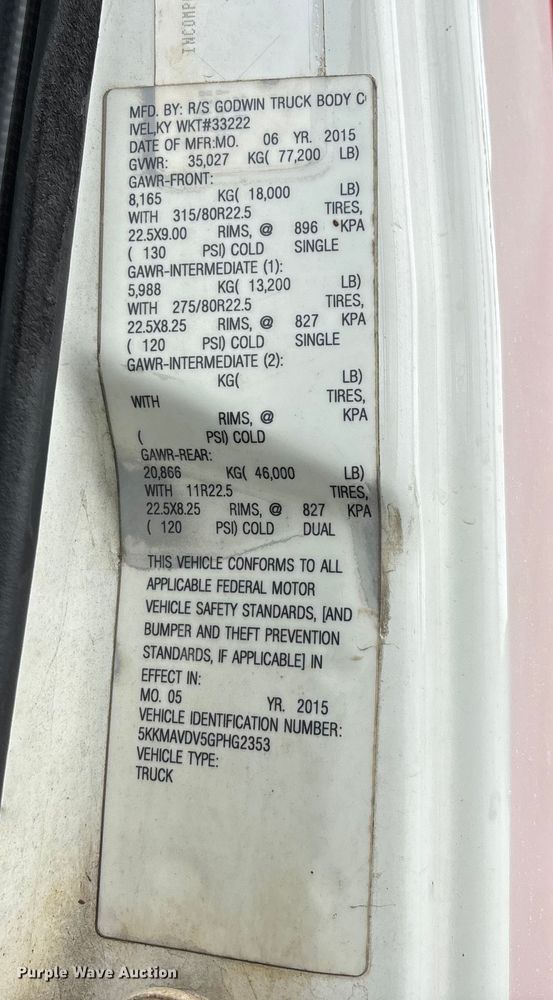 INCOMP
MFD. BY: R/S GODWIN TRUCK BODY C
IVEL,KY WKT#33222
DATE OF MFR:MO. 06 YR. 2015
GVWR: 35,027 KG( 77,200 LB)
GAWR-FRONT:
8,165 KG( 18,000 LB)
WITH 315/80R22.5 TIRES,
22.5X9.00 RIMS, @ 896 KPA
( 130 PSI) COLD SINGLE
GAWR-INTERMEDIATE (1):
5,988 KG( 13,200 LB)
WITH 275/80R22.5 TIRES,
22.5X8.25 RIMS, @ 827 KPA
( 120 PSI) COLD SINGLE
GAWR-INTERMEDIATE (2):
KG( LB)
WITH TIRES,
RIMS, @ KPA
( PSI) COLD
GAWR-REAR:
20,866 KG( 46,000 LB)
WITH 11R22.5 TIRES,
22.5X8.25 RIMS, @ 827 KPA
( 120 PSI) COLD DUAL
THIS VEHICLE CONFORMS TO ALL
APPLICABLE FEDERAL MOTOR
VEHICLE SAFETY STANDARDS, [AND
BUMPER AND THEFT PREVENTION
STANDARDS, IF APPLICABLE] IN
EFFECT IN:
MO. 05 YR. 2015
VEHICLE IDENTIFICATION NUMBER:
5KKMAVDV5GPHG2353
VEHICLE TYPE:
TRUCK
Purple Wave Auction